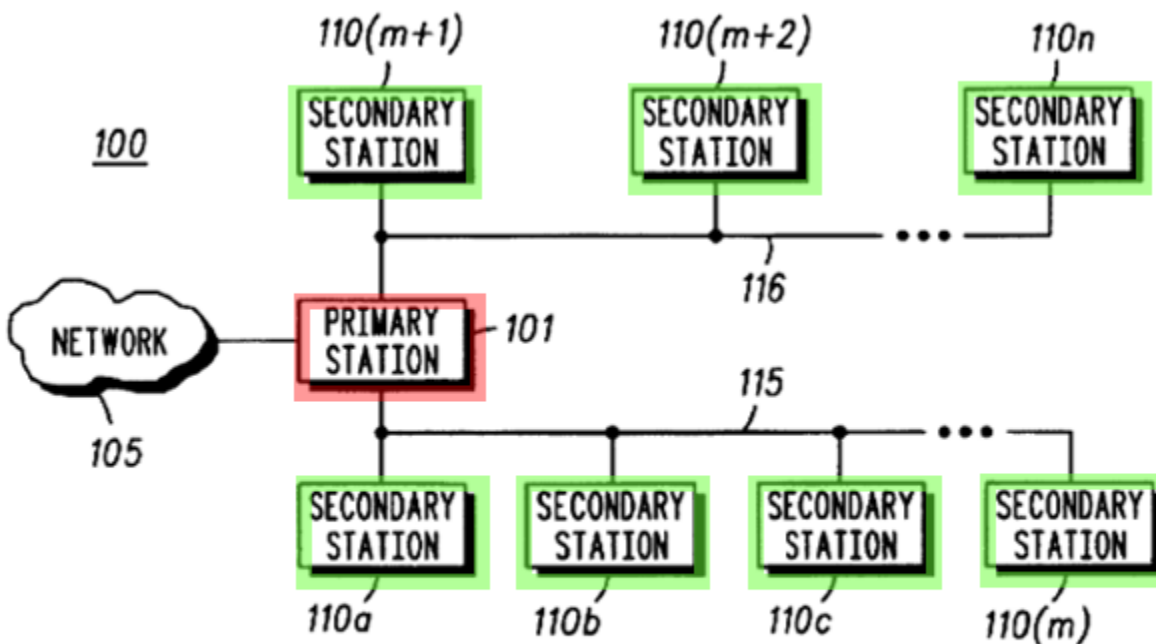 110(m+1)
110(m+2)
110n
SECONDARY
STATION
SECONDARY
STATION
SECONDARY
STATION
100
116
NETWORK
PRIMARY
STATION
101
105
115
SECONDARY
STATION
SECONDARY
STATION
SECONDARY
STATION
SECONDARY
STATION
110a
110b
110c
110(m)